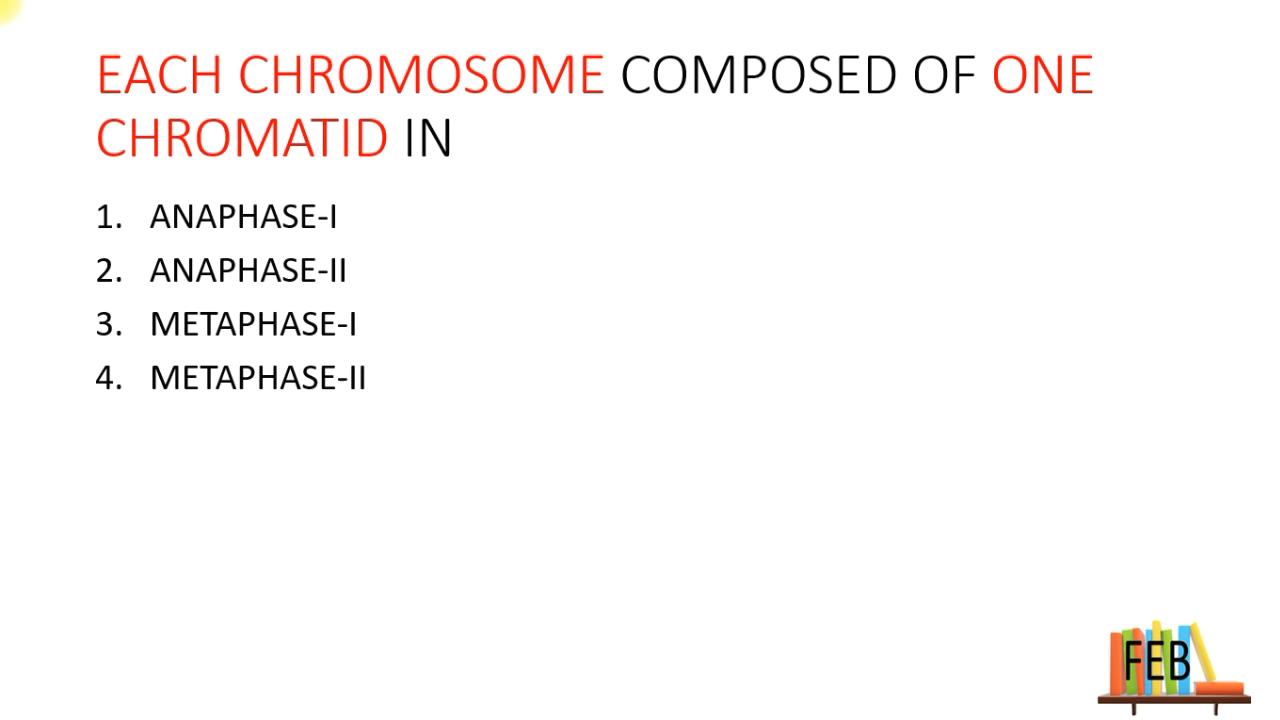 EACH CHROMOSOME COMPOSED OF ONE
CHROMATID IN
1. ANAPHASE-I
2. ANAPHASE-II
3. METAPHASE-I
4. METAPHASE-II
FEB